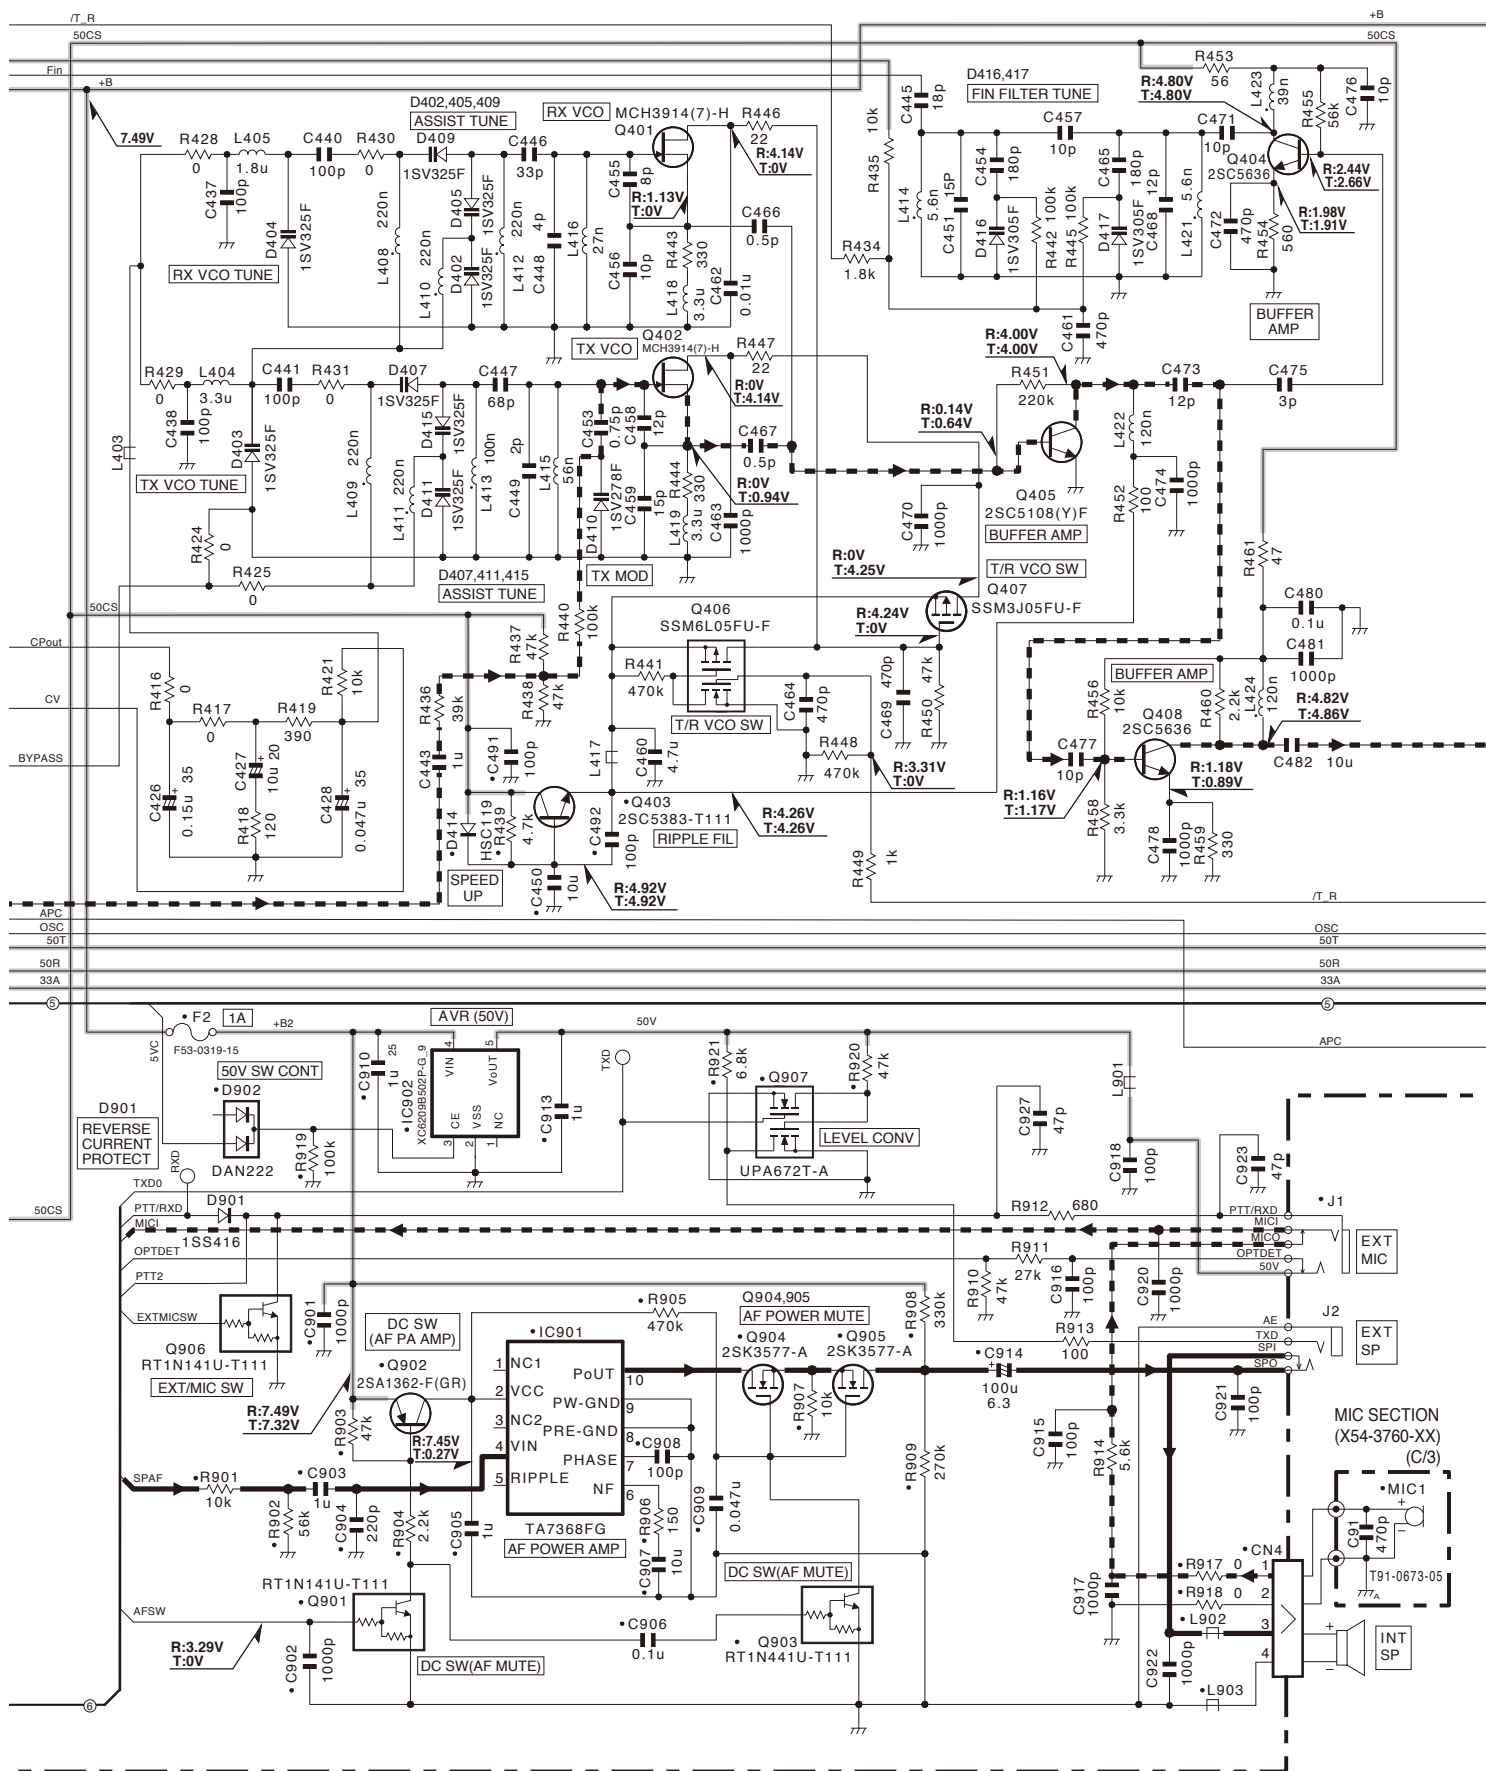 /T_R
+B
50CS
50CS
Fin
+B
7.49V
R428
0
L405
1.8u
C437
100p
C440
100p
R430
0
D402,405,409
ASSIST TUNE
D409
1SV325F
C446
33p
RX VCO
MCH3914(7)-H
Q401
R446
22
R:4.14V
T:0V
D404
1SV325F
RX VCO TUNE
L408
220n
L410
220n
D405
1SV325F
D402
1SV325F
L412
220n
C448
4p
L416
27n
C455
8p
R:1.13V
T:0V
C456
10p
R443
330
L418
3.3u
C462
0.01u
C466
0.5p
R434
1.8k
R435
10k
C445
18p
D416,417
FIN FILTER TUNE
L414
5.6n
C451
15P
C454
180p
D416
1SV305F
C457
10p
R442
100k
R445
100k
C465
180p
D417
1SV305F
C468
12p
L421
5.6n
C471
10p
C461
470p
R453
56
R:4.80V
T:4.80V
L423
39n
R455
56k
C476
10p
Q404
2SC5636
R:2.44V
T:2.66V
R:1.98V
T:1.91V
C472
470p
R454
560
BUFFER
AMP
R429
0
L404
3.3u
C438
100p
C441
100p
R431
0
D407
1SV325F
C447
68p
TX VCO
Q402
MCH3914(7)-H
R447
22
R:0V
T:4.14V
L403
D403
1SV325F
TX VCO TUNE
L409
220n
L411
220n
D415
1SV325F
D411
1SV325F
L413
100n
C449
2p
L415
56n
C453
0.75p
D410
1SV278F
C458
12p
C459
15p
R444
330
L419
3.3u
C463
1000p
C467
0.5p
R:0V
T:0.94V
R424
0
R425
0
D407,411,415
ASSIST TUNE
TX MOD
R:4.00V
T:4.00V
R451
220k
R:0.14V
T:0.64V
Q405
2SC5108(Y)F
BUFFER AMP
C470
1000p
L422
120n
R452
100
C474
1000p
C473
12p
C475
3p
R461
47
R:0V
T:4.25V
T/R VCO SW
Q407
SSM3J05FU-F
R:4.24V
T:0V
50CS
R437
47k
R440
100k
Q406
SSM6L05FU-F
R441
470k
T/R VCO SW
C464
470p
C469
470p
R450
47k
R448
470k
C480
0.1u
C481
1000p
BUFFER AMP
R456
10k
R460
2.2k
L424
120n
R:4.82V
T:4.86V
Q408
2SC5636
C477
10p
C482
10u
R:1.18V
T:0.89V
R:1.16V
T:1.17V
R458
3.3k
C478
1000p
R459
330
CPout
CV
BYPASS
R416
0
R417
0
R419
390
R421
10k
C426
0.15u 35
C427
10u 20
R418
120
C428
0.047u 35
R436
39k
R438
47k
C443
1u
C491
100p
L417
C460
4.7u
D414
HSC119
R439
4.7k
Q403
2SC5383-T111
RIPPLE FIL
C492
100p
R:4.26V
T:4.26V
R:3.31V
T:0V
R449
1k
SPEED
UP
C450
10u
R:4.92V
T:4.92V
/T_R
APC
OSC
OSC
50T
50T
50R
50R
33A
33A
5
5
APC
F2
1A
F53-0319-15
+B2
5VC
50V SW CONT
D902
DAN222
D901
REVERSE
CURRENT
PROTECT
RXD
R919
100k
C910
1u 25
AVR (50V)
IC902
XC6209B502P-G_9
VIN
4
VOUT
5
CE
3
VSS
2
NC
1
C913
1u
50V
TXD
R921
6.8k
Q907
R920
47k
LEVEL CONV
UPA672T-A
L901
C927
47p
C918
100p
C923
47p
TXD0
PTT/RXD
MICI
D901
1SS416
OPTDET
PTT2
EXTMICSW
50CS
R912
680
R911
27k
R910
47k
C916
100p
C920
1000p
R913
100
PTT/RXD
MICI
MICO
OPTDET
50V
J1
EXT
MIC
J2
AE
TXD
SPI
SPO
EXT
SP
Q906
RT1N141U-T111
EXT/MIC SW
C901
1000p
DC SW
(AF PA AMP)
Q902
2SA1362-F(GR)
R:7.49V
T:7.32V
R903
47k
R:7.45V
T:0.27V
IC901
NC1
1
VCC
2
NC2
3
VIN
4
RIPPLE
5
POUT
10
PW-GND
9
PRE-GND
8
PHASE
7
NF
6
TA7368FG
AF POWER AMP
R905
470k
Q904,905
AF POWER MUTE
Q904
2SK3577-A
Q905
2SK3577-A
R908
330k
R907
10k
R909
270k
C914
100u
6.3
C915
100p
R914
5.6k
C921
100p
C908
100p
R906
150
C907
10u
C909
0.047u
SPAF
R901
10k
C903
1u
R902
56k
C904
220p
R904
2.2k
C905
1u
RT1N141U-T111
Q901
AFSW
R:3.29V
T:0V
C902
1000p
DC SW(AF MUTE)
C906
0.1u
DC SW(AF MUTE)
Q903
RT1N441U-T111
C917
1000p
R917
0
R918
0
L902
L903
C922
1000p
CN4
1
2
3
4
MIC SECTION
(X54-3760-XX)
(C/3)
MIC1
C91
470p
T91-0673-05
A
INT
SP
6